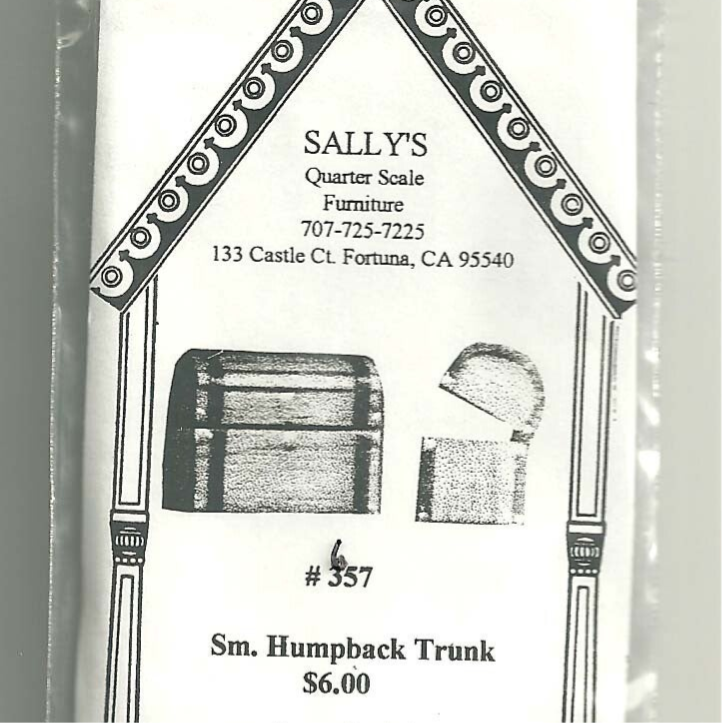 SALLY'S
Quarter Scale
Furniture
707-725-7225
133 Castle Ct. Fortuna, CA 95540
6
# 357
Sm. Humpback Trunk
$6.00